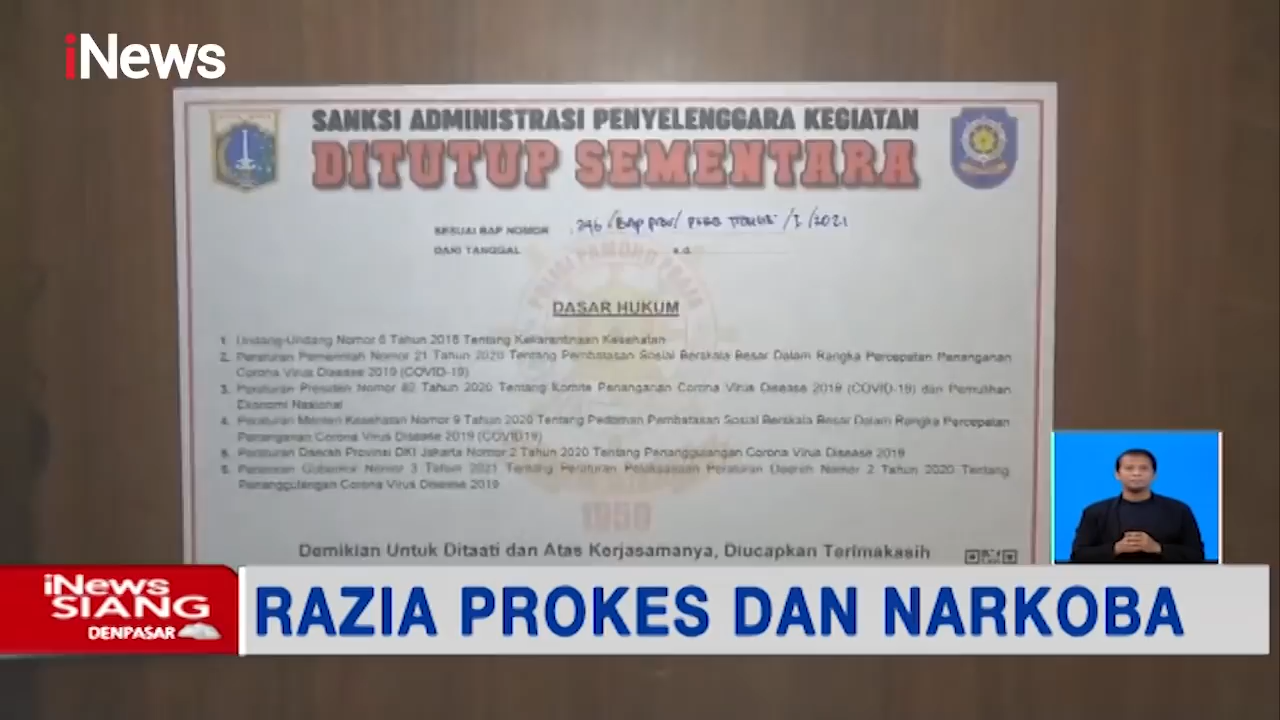 iNews
SANKSI ADMINISTRASI PENYELENGGARA KEGIATAN
DITUTUP SEMENTARA
SESUAI BAP NOMOR 246 / BAP / / I / 2021
DARI TANGGAL s.d.
PRAJA
DASAR HUKUM
1. Undang-Undang Nomor 6 Tahun 2018 Tentang Kekarantinaan Kesehatan
2. Peraturan Pemerintah Nomor 21 Tahun 2020 Tentang Pembatasan Sosial Berskala Besar Dalam Rangka Percepatan Penanganan
Corona Virus Disease 2019 (COVID-19)
3. Peraturan Presiden Nomor 82 Tahun 2020 Tentang Komite Penanganan Corona Virus Disease 2019 (COVID-19) dan Pemulihan
Ekonomi Nasional
4. Peraturan Menteri Kesehatan Nomor 9 Tahun 2020 Tentang Pedoman Pembatasan Sosial Berskala Besar Dalam Rangka Percepatan
Penanganan Corona Virus Disease 2019 (COVID19)
Peraturan Daerah Provinsi DKI Jakarta Nomor 2 Tahun 2020 Tentang Penanggulangan Corona Virus Disease 2019
Peraturan Gubernur Nomor 3 Tahun 2021 Tentang Peraturan Pelaksanaan Peraturan Daerah Nomor 2 Tahun 2020 Tentang
Penanggulangan Corona Virus Disease 2019
1950
Demikian Untuk Ditaati dan Atas Kerjasamanya, Diucapkan Terimakasih
iNews
SIANG
DENPASAR
RAZIA PROKES DAN NARKOBA